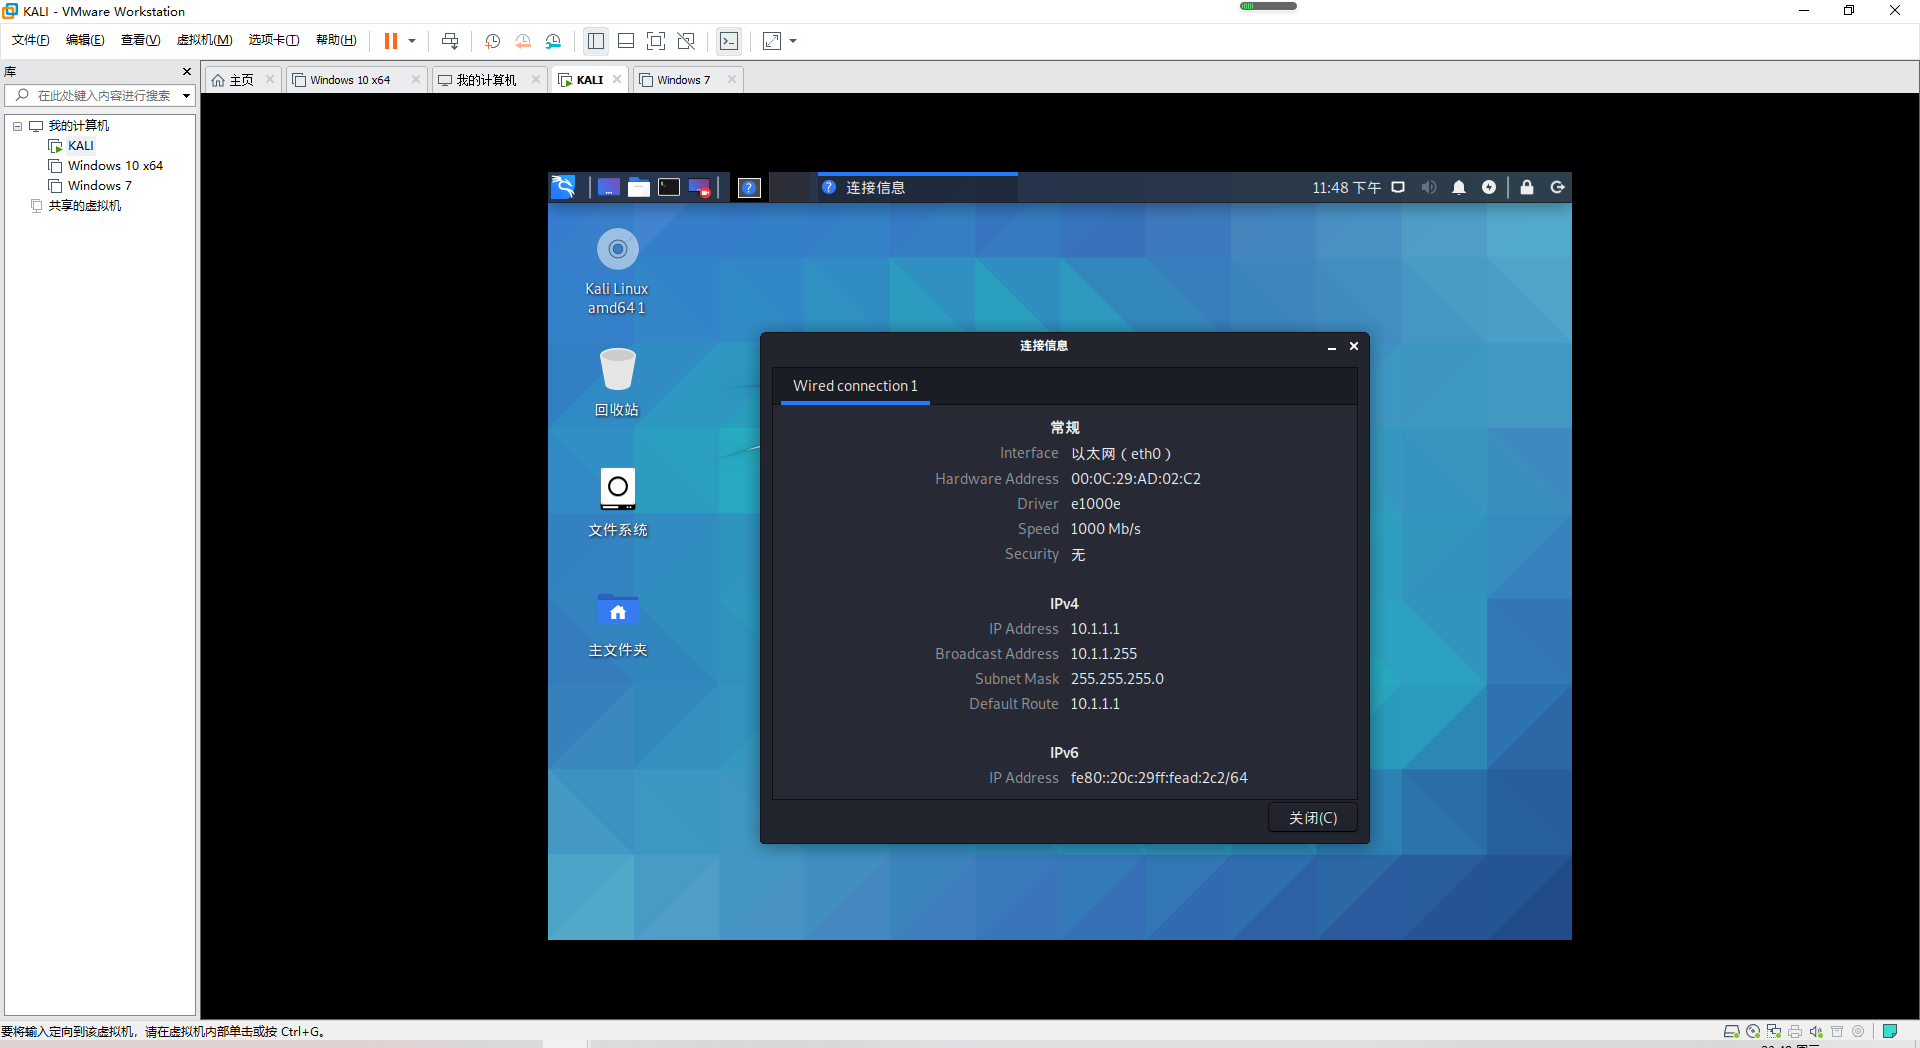 KALI - VMware Workstation
文件(F) 编辑(E) 查看(V) 虚拟机(M) 选项卡(T) 帮助(H)
库
在此处键入内容进行搜索
我的计算机
KALI
Windows 10 x64
Windows 7
共享的虚拟机
主页 Windows 10 x64 我的计算机 KALI Windows 7
连接信息 11:48 下午
Kali Linux
amd64 1
回收站
文件系统
主文件夹
连接信息
Wired connection 1
常规
Interface 以太网（eth0）
Hardware Address 00:0C:29:AD:02:C2
Driver e1000e
Speed 1000 Mb/s
Security 无
IPv4
IP Address 10.1.1.1
Broadcast Address 10.1.1.255
Subnet Mask 255.255.255.0
Default Route 10.1.1.1
IPv6
IP Address fe80::20c:29ff:fead:2c2/64
关闭(C)
要将输入定向到该虚拟机，请在虚拟机内部单击或按 Ctrl+G。